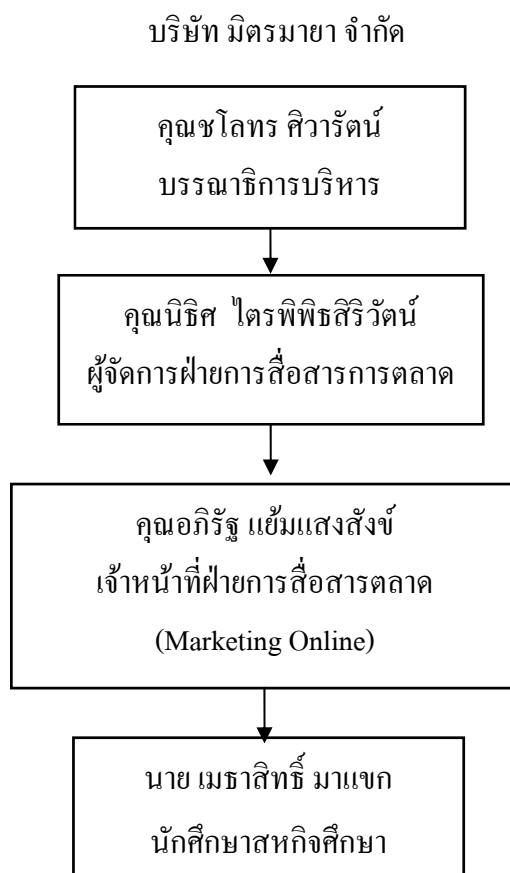 บริษัท มิตรมายา จำกัด
คุณชโลทร ศิวารัตน์
บรรณาธิการบริหาร
คุณนิธิศ ไตรพิพิธสิริวัตน์
ผู้จัดการฝ่ายการสื่อสารการตลาด
คุณอภิรัฐ แย้มแสงสังข์
เจ้าหน้าที่ฝ่ายการสื่อสารตลาด
(Marketing Online)
นาย เมธาสิทธิ์ มาแขก
นักศึกษาสหกิจศึกษา